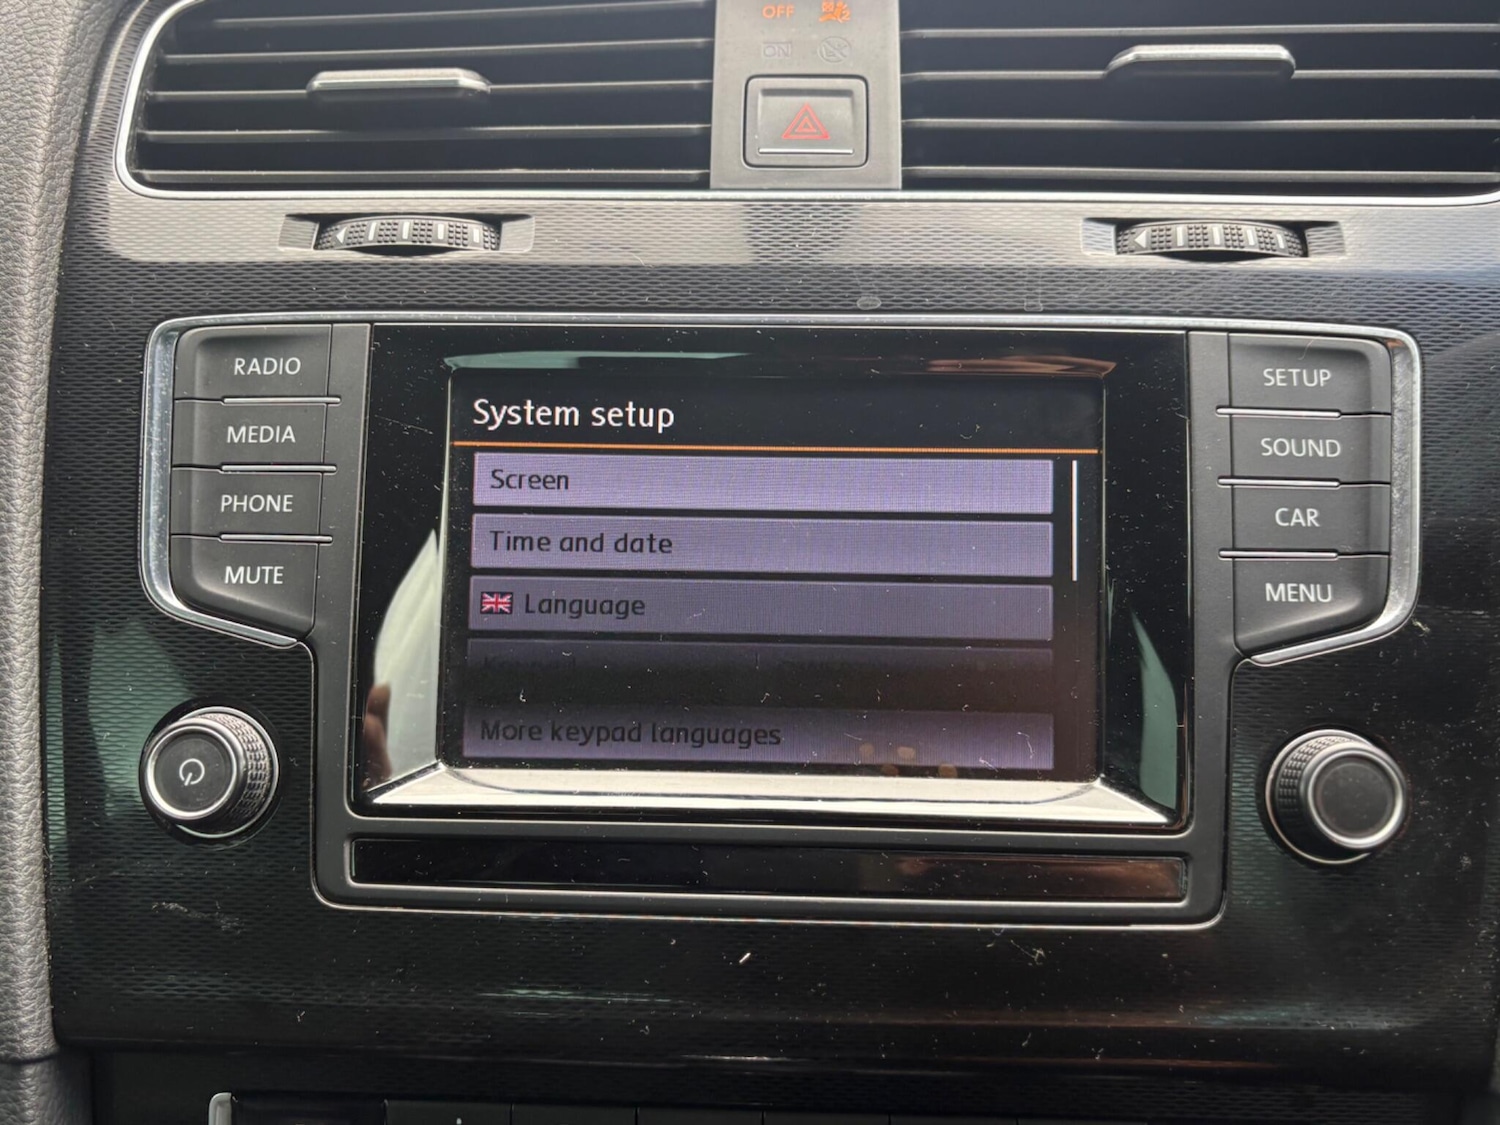 OFF
ON
RADIO
MEDIA
PHONE
MUTE
System setup
Screen
Time and date
Language
More keypad languages
SETUP
SOUND
CAR
MENU